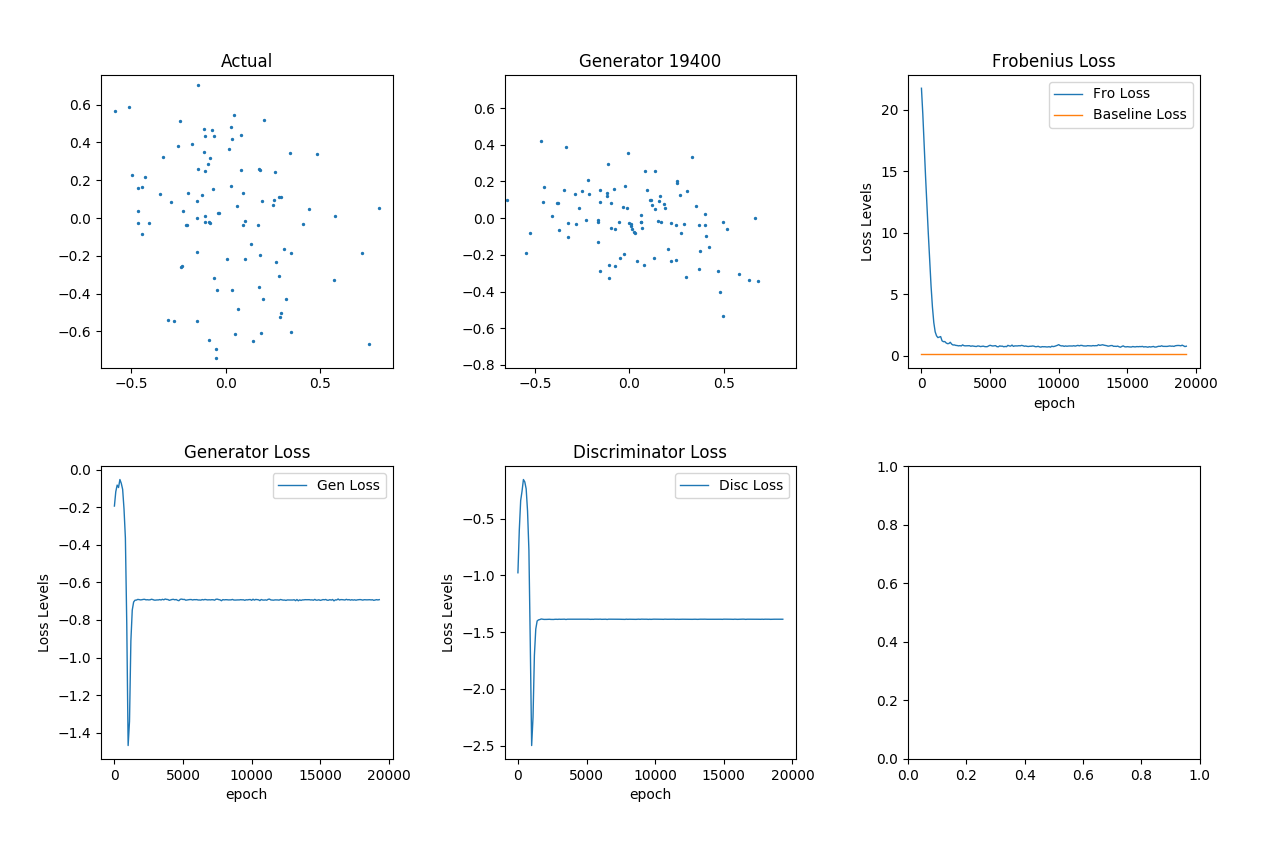 Actual
0.6
0.4
0.2
0.0
−0.2
−0.4
−0.6
−0.5 0.0 0.5
Generator 19400
0.6
0.4
0.2
0.0
−0.2
−0.4
−0.6
−0.8
−0.5 0.0 0.5
Frobenius Loss
Fro Loss
Baseline Loss
Loss Levels
20
15
10
5
0
0 5000 10000 15000 20000
epoch
Generator Loss
Gen Loss
Loss Levels
0.0
−0.2
−0.4
−0.6
−0.8
−1.0
−1.2
−1.4
0 5000 10000 15000 20000
epoch
Discriminator Loss
Disc Loss
Loss Levels
−0.5
−1.0
−1.5
−2.0
−2.5
0 5000 10000 15000 20000
epoch
1.0
0.8
0.6
0.4
0.2
0.0
0.0 0.2 0.4 0.6 0.8 1.0